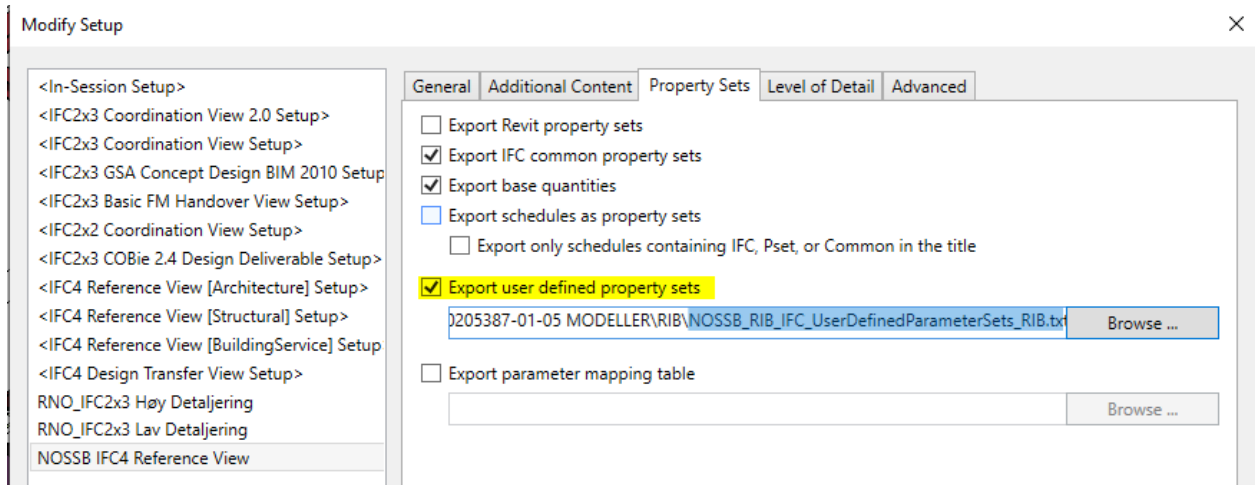 Modify Setup
<In-Session Setup>
<IFC2x3 Coordination View 2.0 Setup>
<IFC2x3 Coordination View Setup>
<IFC2x3 GSA Concept Design BIM 2010 Setup
<IFC2x3 Basic FM Handover View Setup>
<IFC2x2 Coordination View Setup>
<IFC2x3 COBie 2.4 Design Deliverable Setup>
<IFC4 Reference View [Architecture] Setup>
<IFC4 Reference View [Structural] Setup>
<IFC4 Reference View [BuildingService] Setup
<IFC4 Design Transfer View Setup>
RNO_IFC2x3 Høy Detaljering
RNO_IFC2x3 Lav Detaljering
NOSSB IFC4 Reference View
General Additional Content Property Sets Level of Detail Advanced
Export Revit property sets
Export IFC common property sets
Export base quantities
Export schedules as property sets
Export only schedules containing IFC, Pset, or Common in the title
Export user defined property sets
0205387-01-05 MODELLER\RIB\NOSSB_RIB_IFC_UserDefinedParameterSets_RIB.txt Browse ...
Export parameter mapping table
Browse ...